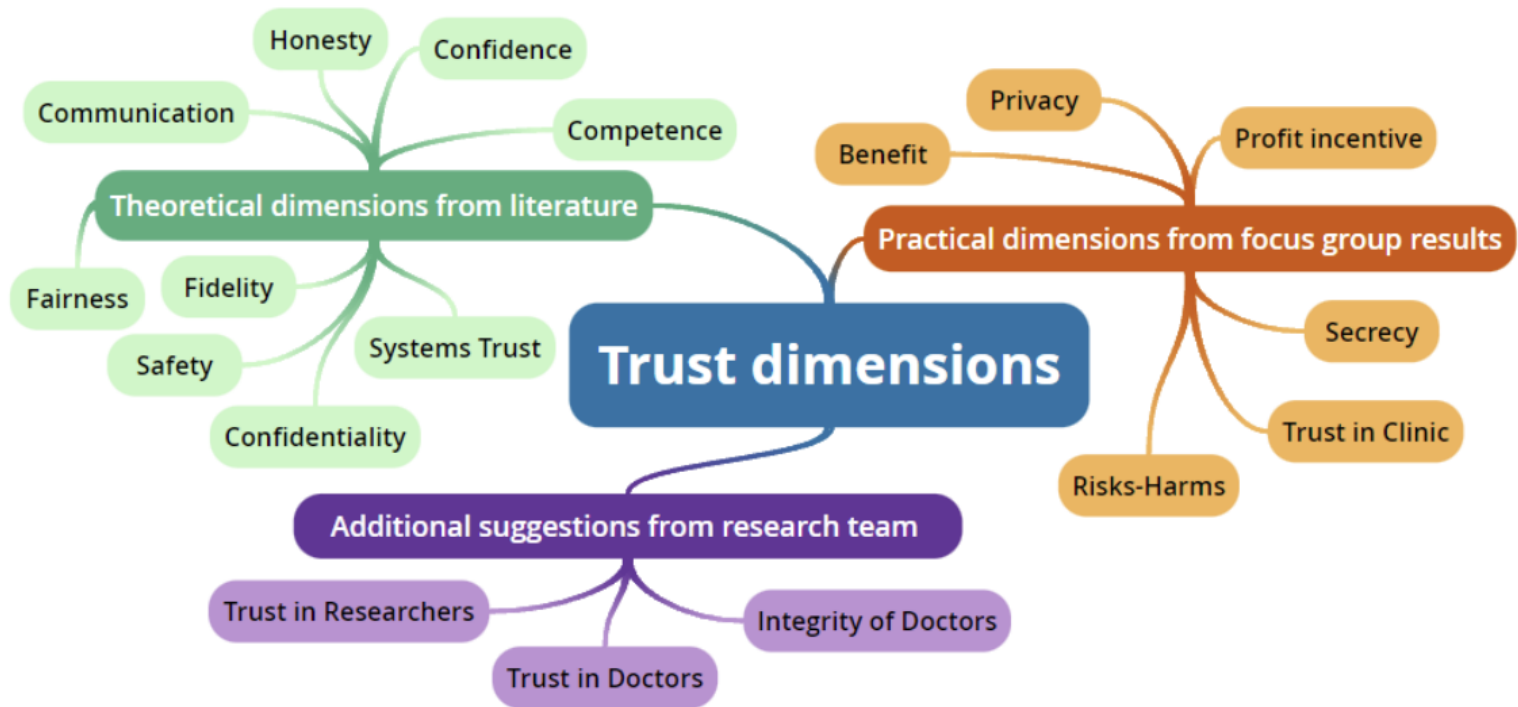 Honesty
Confidence
Communication
Competence
Theoretical dimensions from literature
Fairness
Fidelity
Safety
Systems Trust
Confidentiality
Privacy
Profit incentive
Benefit
Practical dimensions from focus group results
Secrecy
Trust in Clinic
Risks-Harms
Trust dimensions
Additional suggestions from research team
Trust in Researchers
Integrity of Doctors
Trust in Doctors